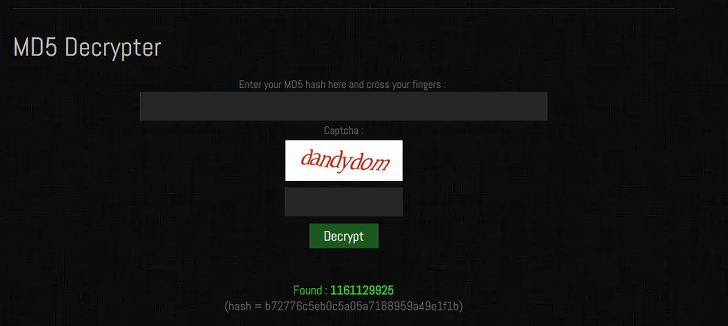 MD5 Decrypter
Enter your MD5 hash here and cross your fingers :
Captcha :
dandydom
Decrypt
Found : 1161129925
(hash = b72776c5eb0c5a05a7188959a49e1f1b)